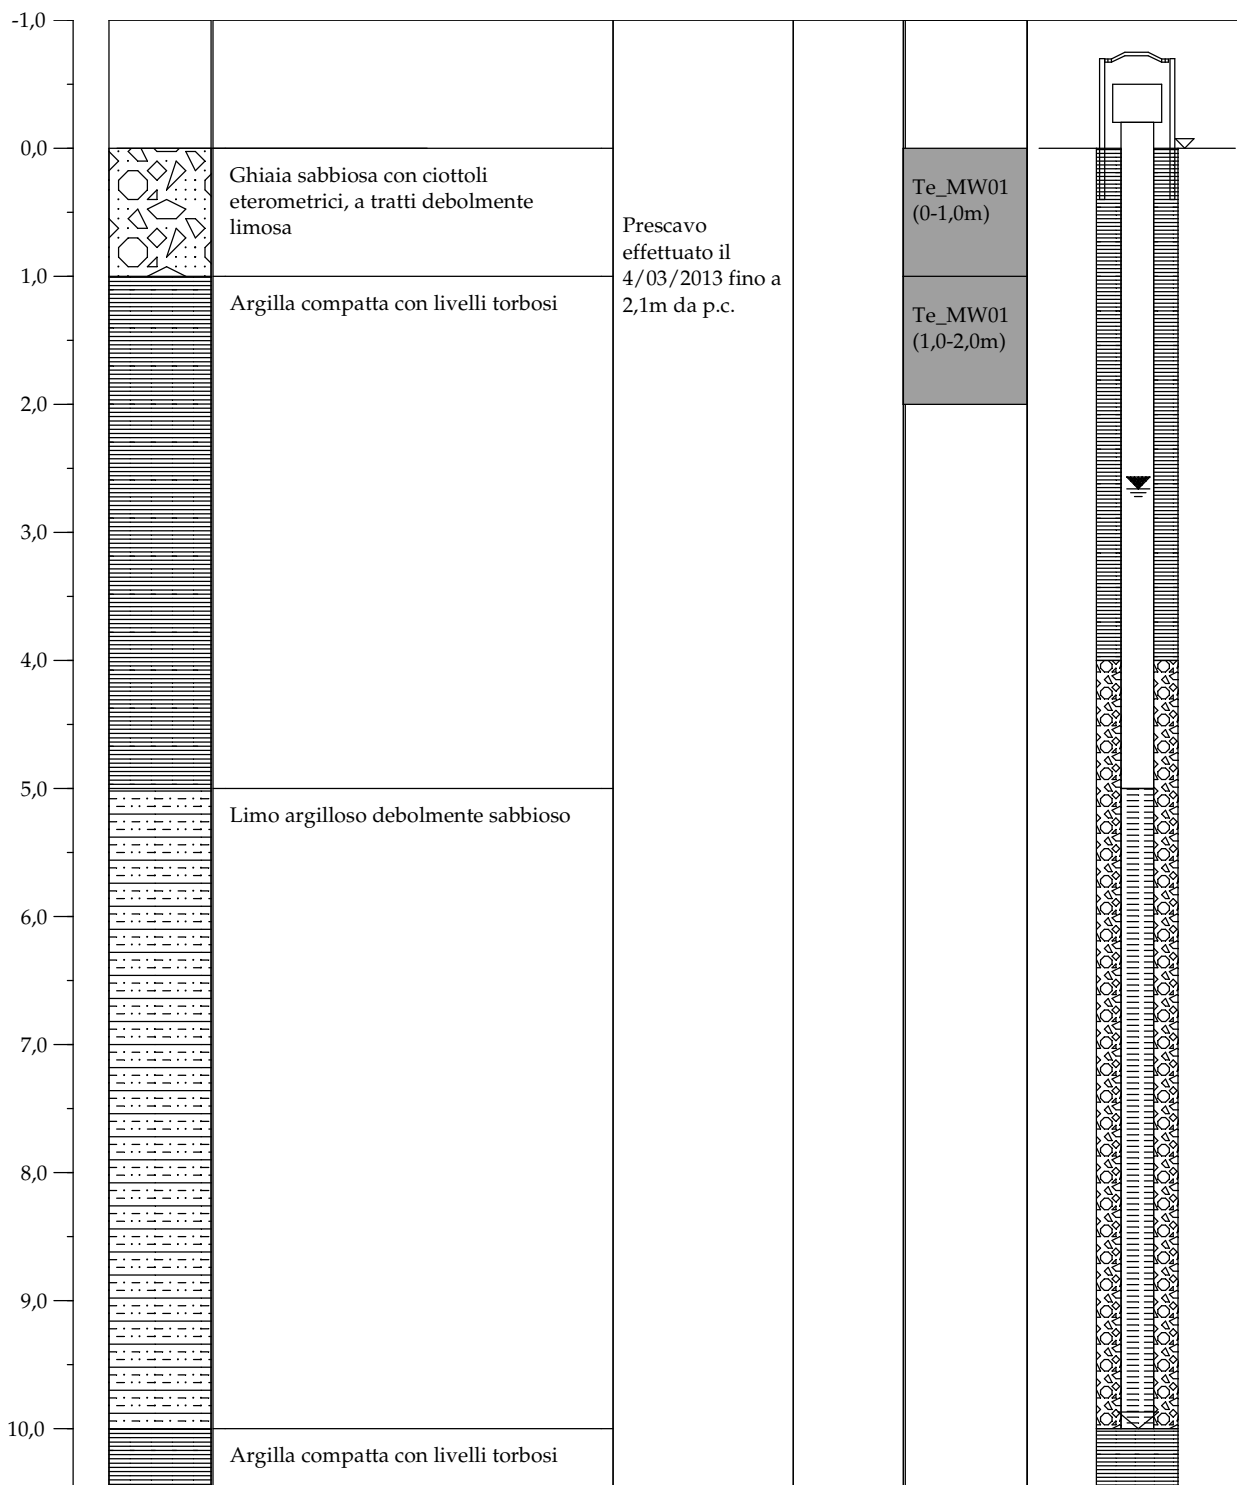 -1,0
0,0
Ghiaia sabbiosa con ciottoli
eterometrici, a tratti debolmente
limosa
Prescavo
effettuato il
4/03/2013 fino a
2,1m da p.c.
Te_MW01
(0-1,0m)
1,0
Argilla compatta con livelli torbosi
Te_MW01
(1,0-2,0m)
2,0
3,0
4,0
5,0
Limo argilloso debolmente sabbioso
6,0
7,0
8,0
9,0
10,0
Argilla compatta con livelli torbosi